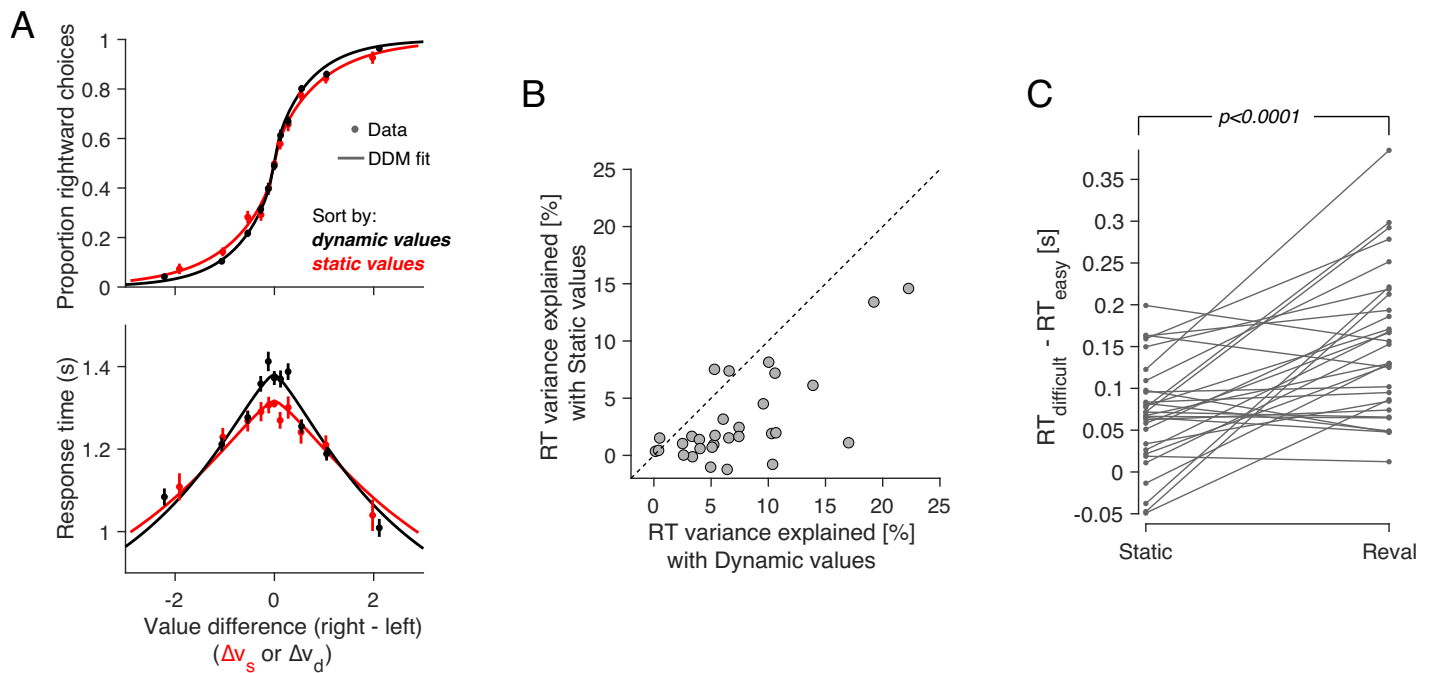 A
Proportion rightward choices
1
0.8
0.6
0.4
0.2
0
Data
DDM fit
Sort by:
dynamic values
static values
Response time (s)
1.4
1.2
1
-2
0
2
Value difference (right - left)
(Δv_s or Δv_d)
B
RT variance explained [%]
with Static values
25
20
15
10
5
0
0
5
10
15
20
25
RT variance explained [%]
with Dynamic values
C
p<0.0001
RT_difficult - RT_easy [s]
0.35
0.3
0.25
0.2
0.15
0.1
0.05
0
-0.05
Static
Reval